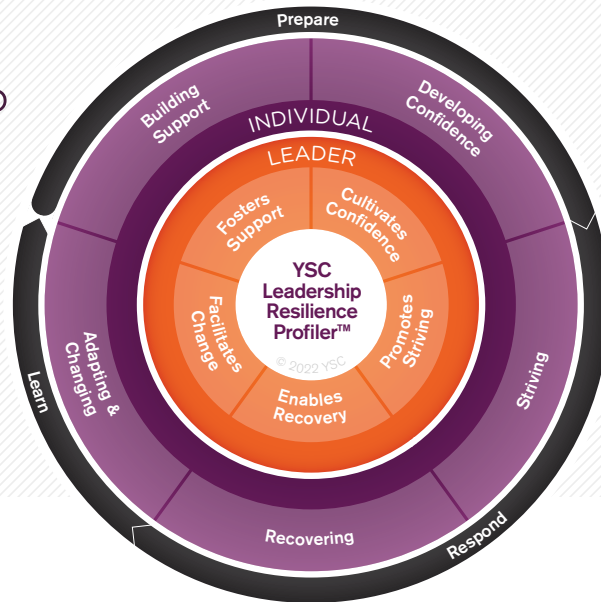 Prepare
Building
Support
Developing
Confidence
INDIVIDUAL
LEADER
Fosters
Support
Cultivates
Confidence
YSC
Leadership
Resilience
Profiler™
© 2022 YSC
Facilitates
Change
Promotes
Striving
Enables
Recovery
Adapting &
Changing
Striving
Learn
Recovering
Respond